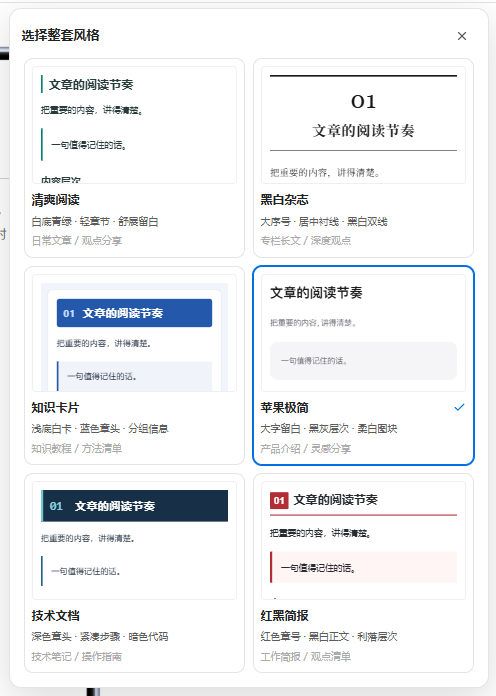 选择整套风格
文章的阅读节奏
把重要的内容，讲得清楚。
一句值得记住的话。
内容层次
清爽阅读
白底青绿 · 轻章节 · 舒展留白
日常文章 / 观点分享
01
文章的阅读节奏
把重要的内容，讲得清楚。
黑白杂志
大序号 · 居中衬线 · 黑白双线
专栏长文 / 深度观点
01 文章的阅读节奏
把重要的内容，讲得清楚。
一句值得记住的话。
知识卡片
浅底白卡 · 蓝色章头 · 分组信息
知识教程 / 方法清单
文章的阅读节奏
把重要的内容，讲得清楚。
一句值得记住的话。
苹果极简
大字留白 · 黑灰层次 · 柔白图块
产品介绍 / 灵感分享
01 文章的阅读节奏
把重要的内容，讲得清楚。
一句值得记住的话。
技术文档
深色章头 · 紧凑步骤 · 暗色代码
技术笔记 / 操作指南
01 文章的阅读节奏
把重要的内容，讲得清楚。
一句值得记住的话。
红黑简报
红色章号 · 黑白正文 · 利落层次
工作简报 / 观点清单